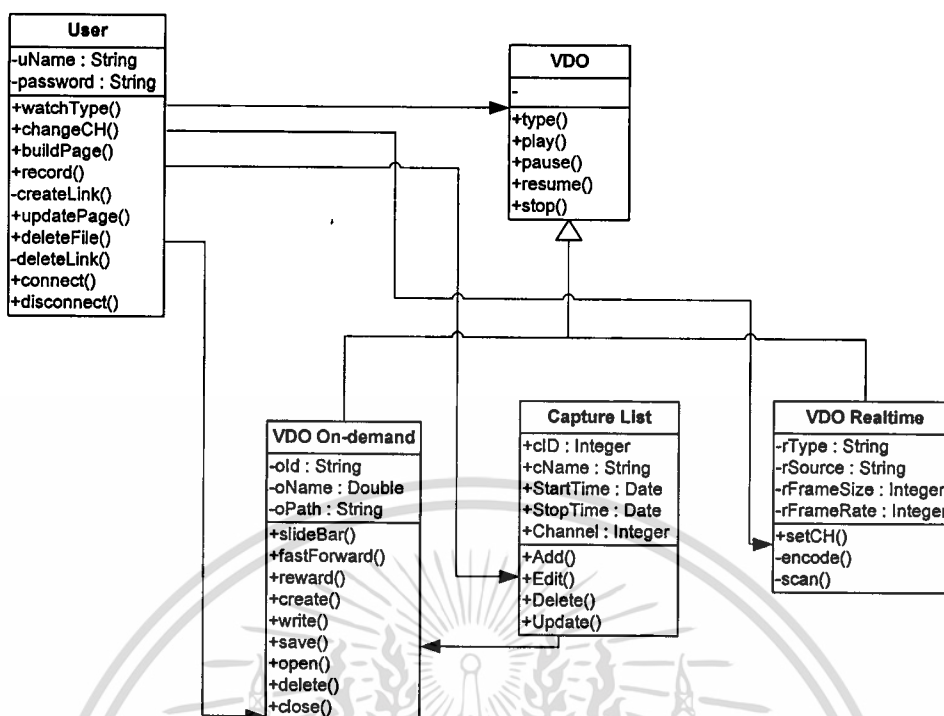 User
-uName : String
-password : String
+watchType()
+changeCH()
+buildPage()
+record()
-createLink()
+updatePage()
+deleteFile()
-deleteLink()
+connect()
+disconnect()
VDO
-
+type()
+play()
+pause()
+resume()
+stop()
VDO On-demand
-oId : String
-oName : Double
-oPath : String
+slideBar()
+fastForward()
+reward()
+create()
+write()
+save()
+open()
+delete()
+close()
Capture List
+cID : Integer
+cName : String
+StartTime : Date
+StopTime : Date
+Channel : Integer
+Add()
+Edit()
+Delete()
+Update()
VDO Realtime
-rType : String
-rSource : String
-rFrameSize : Integer
-rFrameRate : Integer
+setCH()
-encode()
-scan()